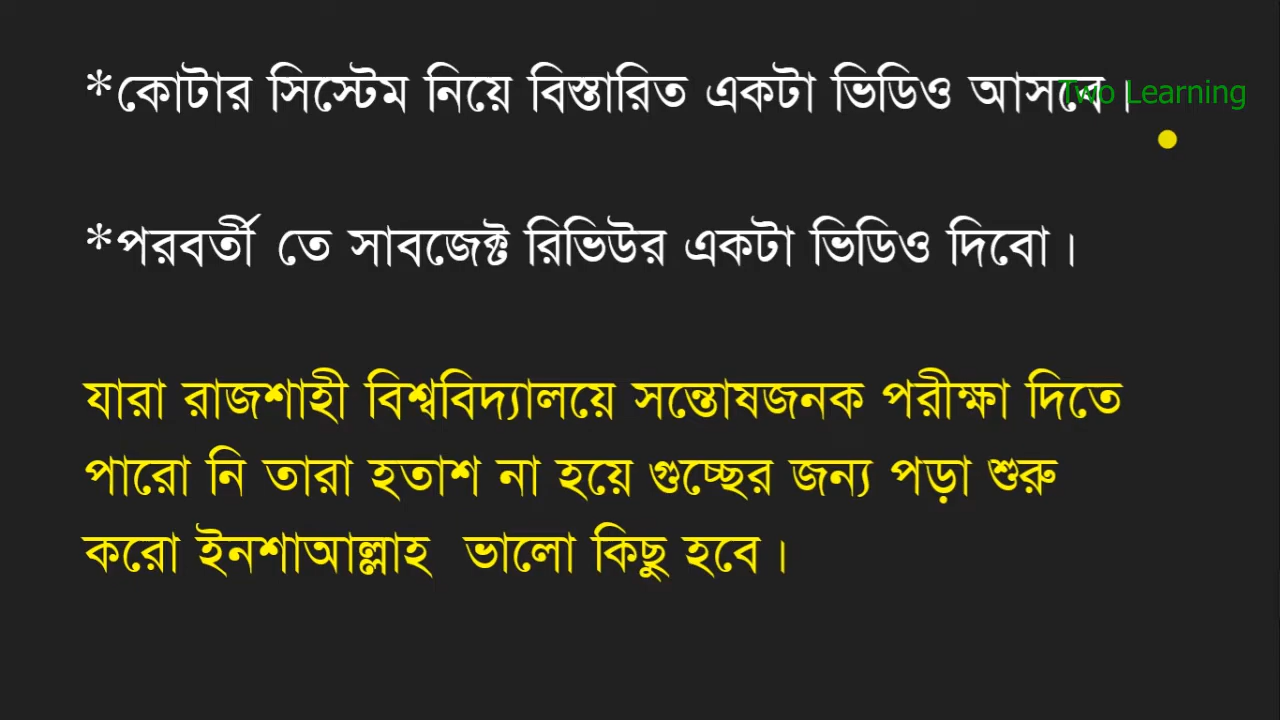 *কোটার সিস্টেম নিয়ে বিস্তারিত একটা ভিডিও আসবে।
Two Learning
*পরবর্তী তে সাবজেক্ট রিভিউর একটা ভিডিও দিবো।
যারা রাজশাহী বিশ্ববিদ্যালয়ে সন্তোষজনক পরীক্ষা দিতে
পারো নি তারা হতাশ না হয়ে গুচ্ছের জন্য পড়া শুরু
করো ইনশাআল্লাহ ভালো কিছু হবে।